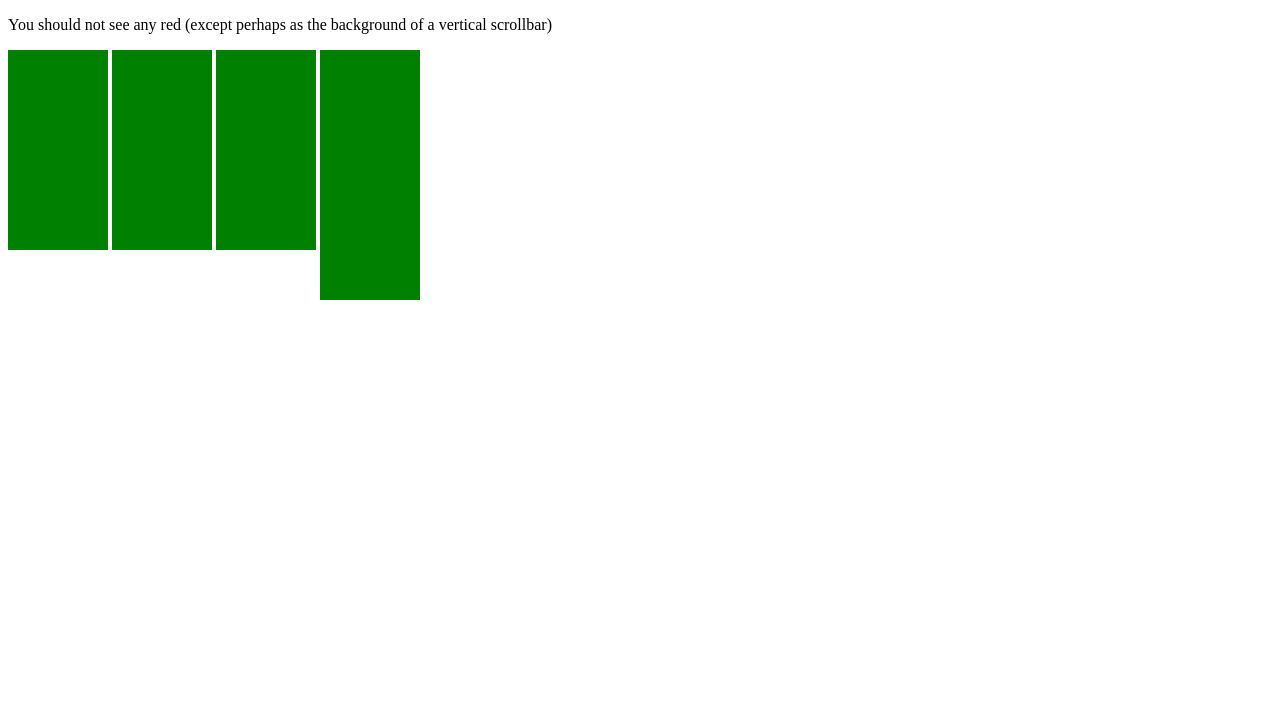 You should not see any red (except perhaps as the background of a vertical scrollbar)